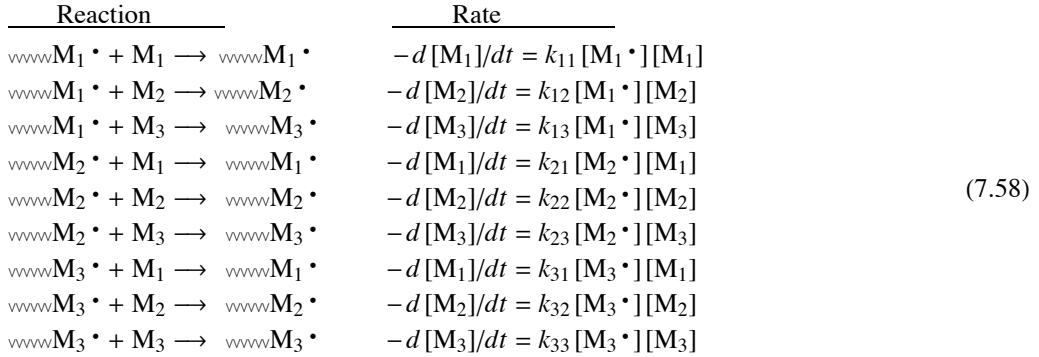 Reaction Rate
wwwM₁• + M₁ ⟶ wwwM₁• −d [M₁]/dt = k₁₁ [M₁•] [M₁]
wwwM₁• + M₂ ⟶ wwwM₂• −d [M₂]/dt = k₁₂ [M₁•] [M₂]
wwwM₁• + M₃ ⟶ wwwM₃• −d [M₃]/dt = k₁₃ [M₁•] [M₃]
wwwM₂• + M₁ ⟶ wwwM₁• −d [M₁]/dt = k₂₁ [M₂•] [M₁]
wwwM₂• + M₂ ⟶ wwwM₂• −d [M₂]/dt = k₂₂ [M₂•] [M₂]
(7.58)
wwwM₂• + M₃ ⟶ wwwM₃• −d [M₃]/dt = k₂₃ [M₂•] [M₃]
wwwM₃• + M₁ ⟶ wwwM₁• −d [M₁]/dt = k₃₁ [M₃•] [M₁]
wwwM₃• + M₂ ⟶ wwwM₂• −d [M₂]/dt = k₃₂ [M₃•] [M₂]
wwwM₃• + M₃ ⟶ wwwM₃• −d [M₃]/dt = k₃₃ [M₃•] [M₃]